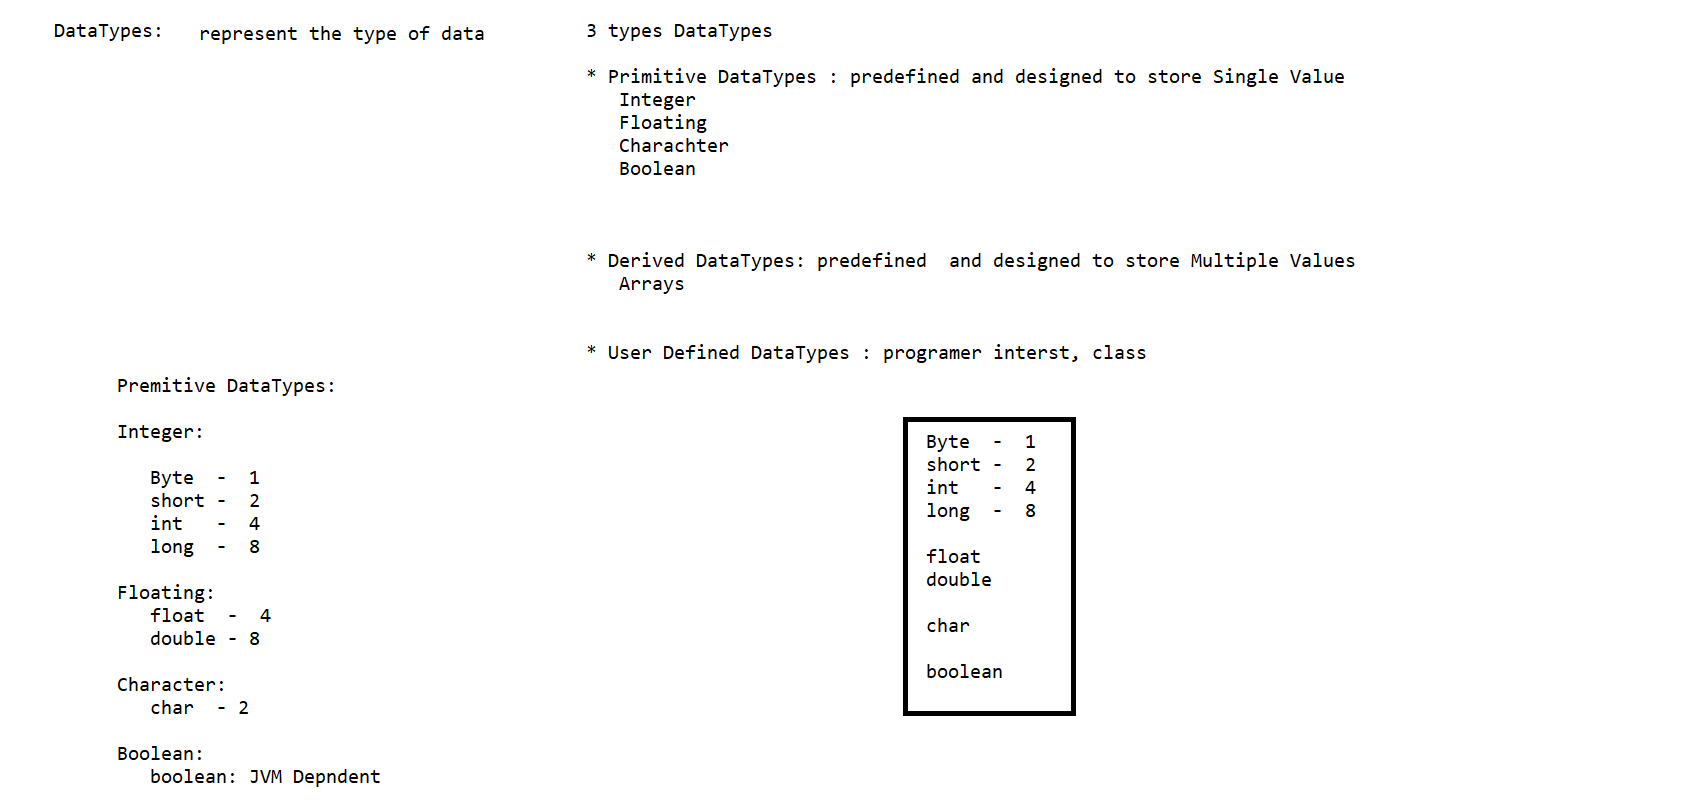 DataTypes: represent the type of data
3 types DataTypes
* Primitive DataTypes : predefined and designed to store Single Value
Integer
Floating
Charachter
Boolean
* Derived DataTypes: predefined  and designed to store Multiple Values
Arrays
* User Defined DataTypes : programer interst, class
Premitive DataTypes:
Integer:
Byte  -  1
short -  2
int   -  4
long  -  8
Floating:
float  -  4
double - 8
Character:
char  - 2
Boolean:
boolean: JVM Depndent
Byte  -  1
short -  2
int   -  4
long  -  8
float
double
char
boolean